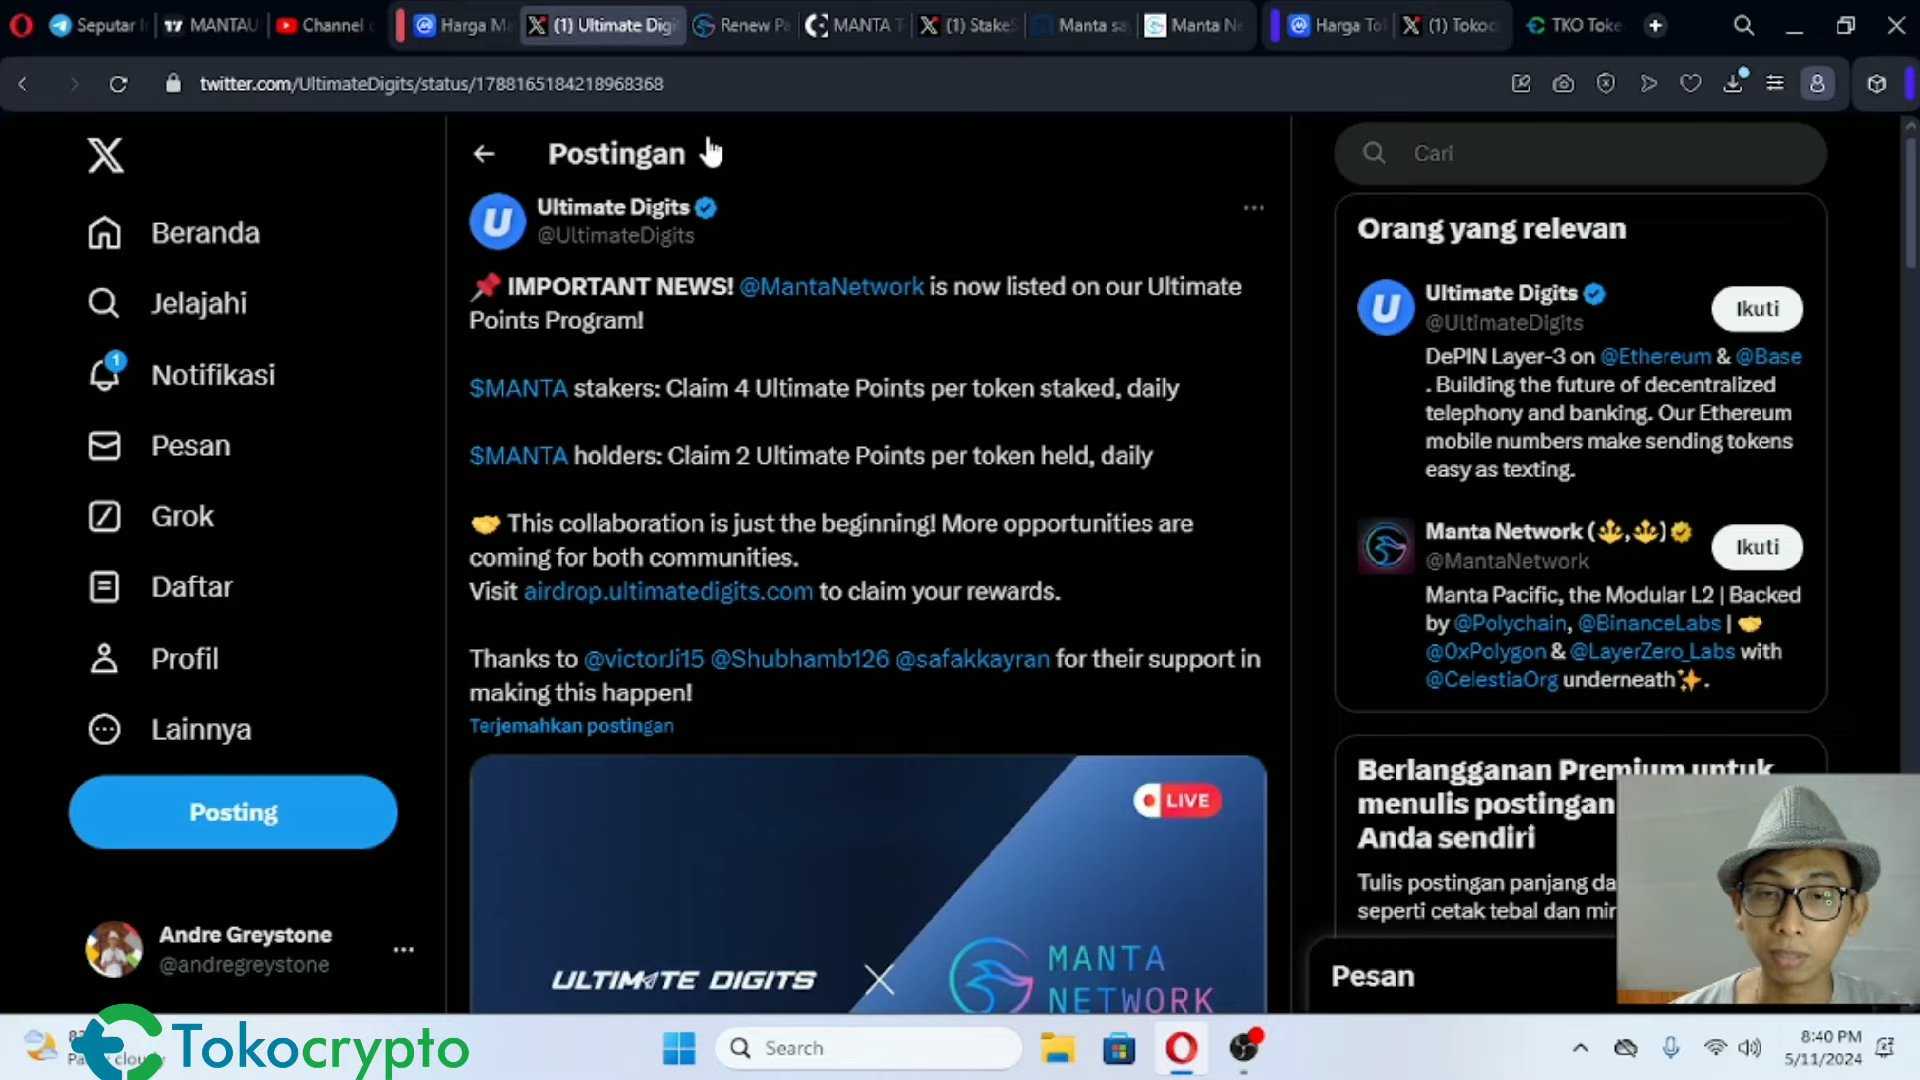 Seputar
MANTAU
Channel
Harga M
(1) Ultimate Digi
Renew Pa
MANTA T
(1) Stake
Manta sa
Manta Ne
Harga To
(1) Tokoc
TKO Toke
twitter.com/UltimateDigits/status/1788165184218968368
Postingan
Cari
Beranda
Jelajahi
1
Notifikasi
Pesan
Grok
Daftar
Profil
Lainnya
Posting
Andre Greystone
@andregreystone
Ultimate Digits
@UltimateDigits
📌 IMPORTANT NEWS! @MantaNetwork is now listed on our Ultimate
Points Program!
$MANTA stakers: Claim 4 Ultimate Points per token staked, daily
$MANTA holders: Claim 2 Ultimate Points per token held, daily
🤝 This collaboration is just the beginning! More opportunities are
coming for both communities.
Visit airdrop.ultimatedigits.com to claim your rewards.
Thanks to @victorJi15 @Shubhamb126 @safakkayran for their support in
making this happen!
Terjemahkan postingan
LIVE
ULTIMATE DIGITS
MANTA
NETWORK
Orang yang relevan
Ultimate Digits
@UltimateDigits
Ikuti
DePIN Layer-3 on @Ethereum & @Base
. Building the future of decentralized
telephony and banking. Our Ethereum
mobile numbers make sending tokens
easy as texting.
Manta Network (🔱,🔱)
@MantaNetwork
Ikuti
Manta Pacific, the Modular L2 | Backed
by @Polychain, @BinanceLabs | 🤝
@0xPolygon & @LayerZero_Labs with
@CelestiaOrg underneath✨.
Berlangganan Premium untuk
menulis postingan
Anda sendiri
Tulis postingan panjang da
seperti cetak tebal dan mir
Pesan
Tokocrypto
Search
8:40 PM
5/11/2024